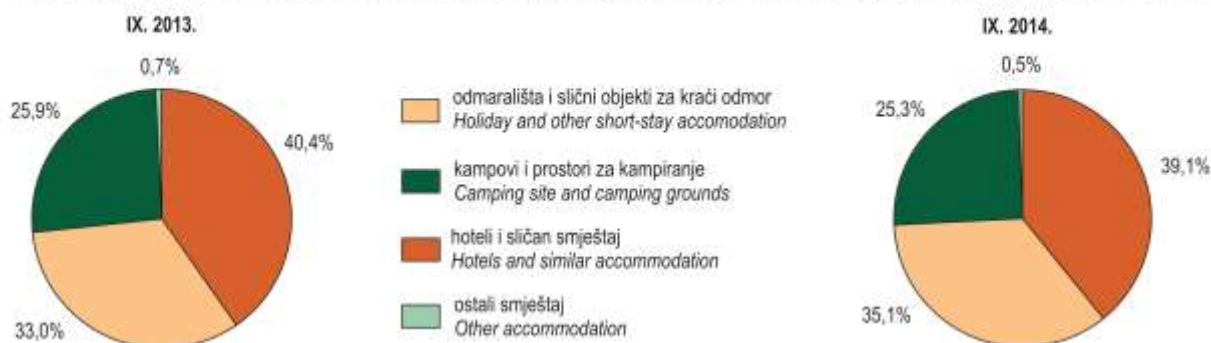 IX. 2013.
0,7%
25,9%
40,4%
33,0%
odmarališta i slični objekti za kraći odmor
Holiday and other short-stay accomodation
kampovi i prostori za kampiranje
Camping site and camping grounds
hoteli i sličan smještaj
Hotels and similar accommodation
ostali smještaj
Other accommodation
IX. 2014.
0,5%
25,3%
39,1%
35,1%